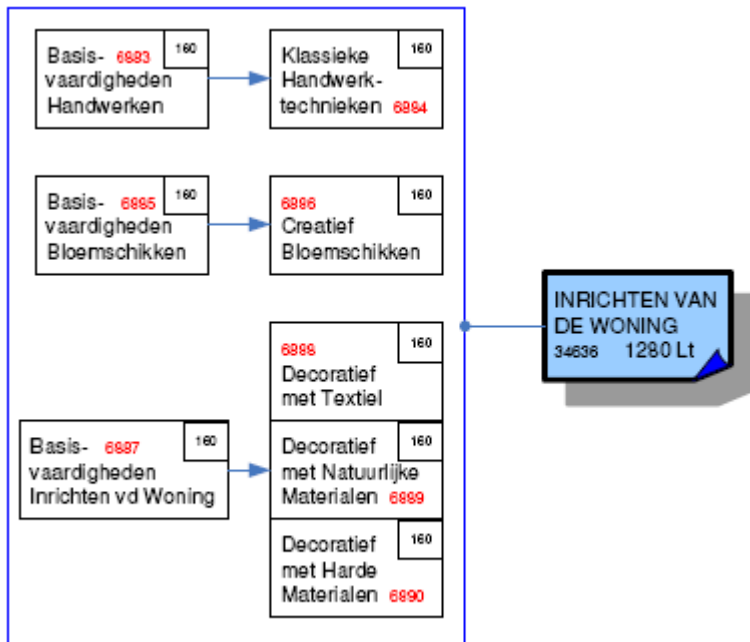 Basis- 6883 160
vaardigheden
Handwerken
Klassieke 160
Handwerk-
technieken 6884
Basis- 6885 160
vaardigheden
Bloemschikken
6886 160
Creatief
Bloemschikken
INRICHTEN VAN
DE WONING
34636 1280 Lt
6888 160
Decoratief
met Textiel
Basis- 6887 160
vaardigheden
Inrichten vd Woning
Decoratief 160
met Natuurlijke
Materialen 6889
Decoratief 160
met Harde
Materialen 6890